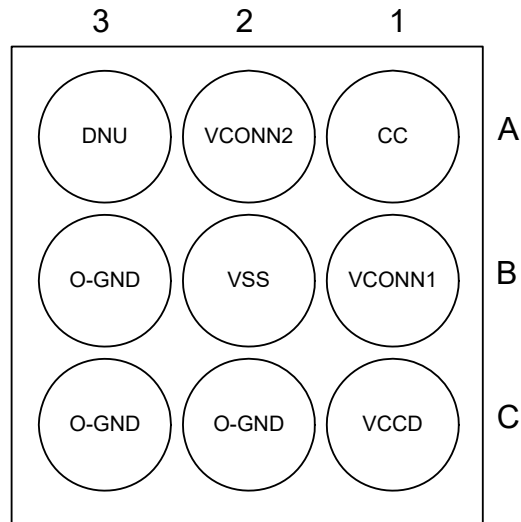 3 2 1
DNU VCONN2 CC A
O-GND VSS VCONN1 B
O-GND O-GND VCCD C